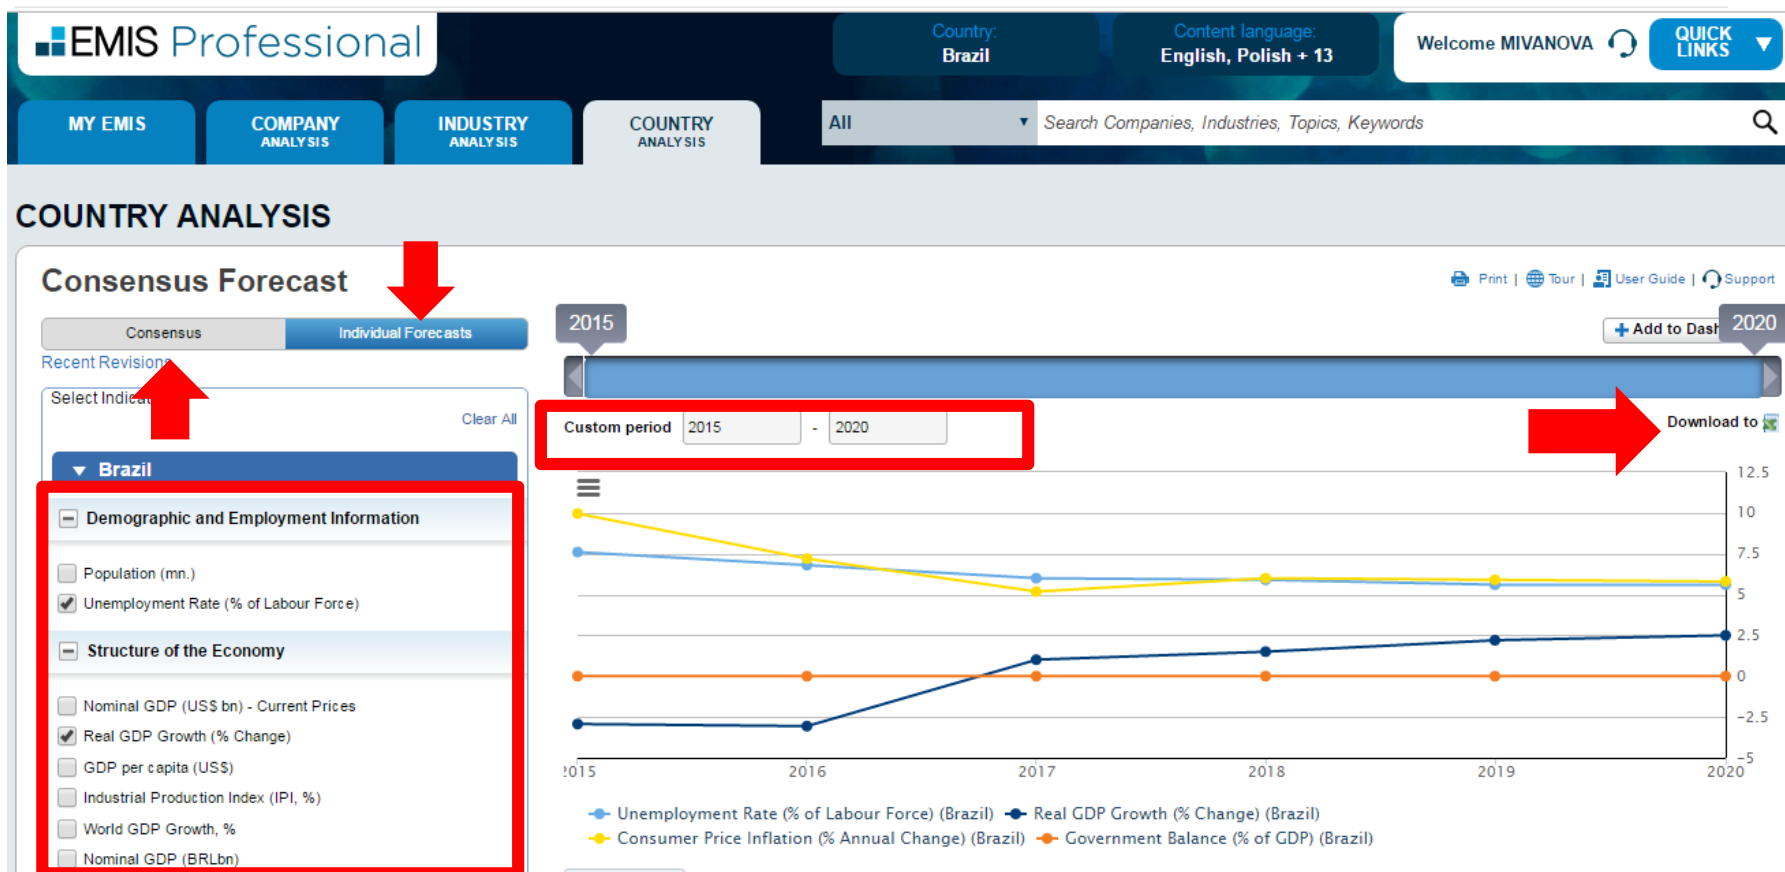 EMIS Professional
Country:
Brazil
Content language:
English, Polish + 13
Welcome MIVANOVA
QUICK
LINKS
MY EMIS
COMPANY
ANALYSIS
INDUSTRY
ANALYSIS
COUNTRY
ANALYSIS
All
Search Companies, Industries, Topics, Keywords
COUNTRY ANALYSIS
Consensus Forecast
Print | Tour | User Guide | Support
Consensus
Individual Forecasts
Recent Revisions
Select Indicat
Clear All
Brazil
Demographic and Employment Information
Population (mn.)
Unemployment Rate (% of Labour Force)
Structure of the Economy
Nominal GDP (US$ bn) - Current Prices
Real GDP Growth (% Change)
GDP per capita (US$)
Industrial Production Index (IPI, %)
World GDP Growth, %
Nominal GDP (BRLbn)
2015
+ Add to Dash
2020
Custom period 2015 - 2020
Download to
12.5
10
7.5
5
2.5
0
-2.5
-5
2015 2016 2017 2018 2019 2020
Unemployment Rate (% of Labour Force) (Brazil) Real GDP Growth (% Change) (Brazil)
Consumer Price Inflation (% Annual Change) (Brazil) Government Balance (% of GDP) (Brazil)